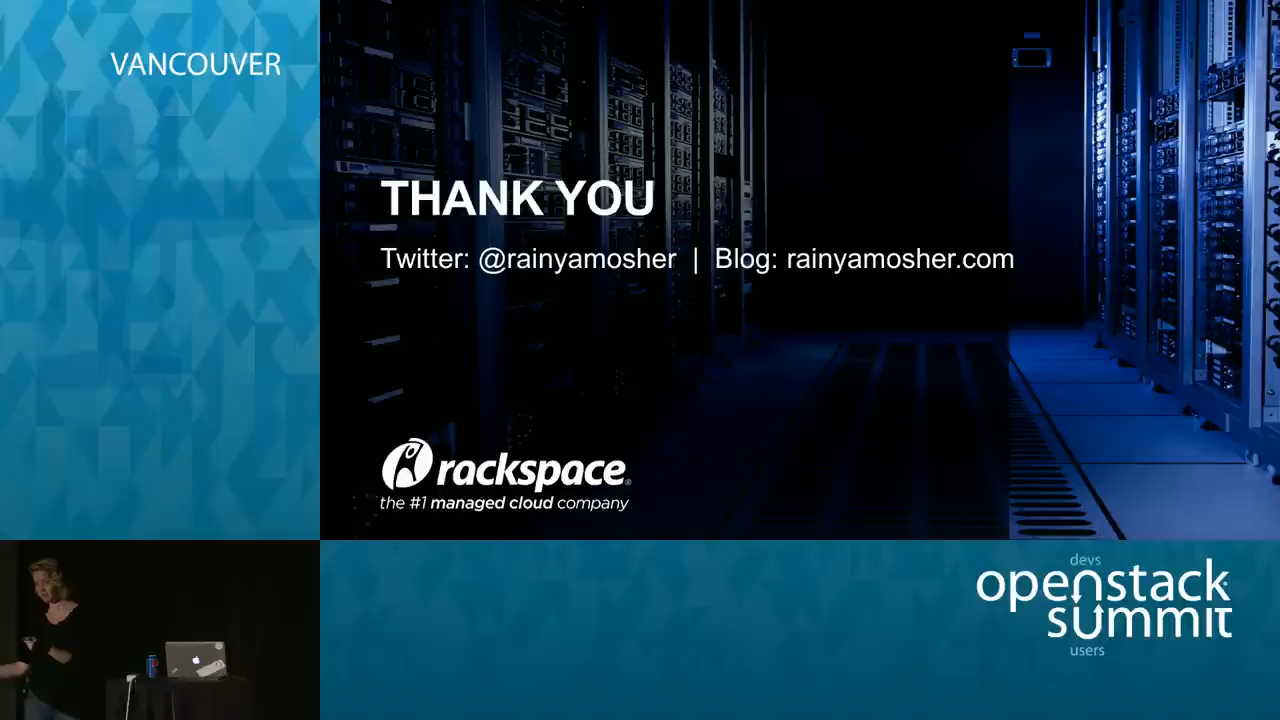 VANCOUVER
THANK YOU
Twitter: @rainyamosher | Blog: rainyamosher.com
rackspace®
the #1 managed cloud company
devs
openstack
summit
users